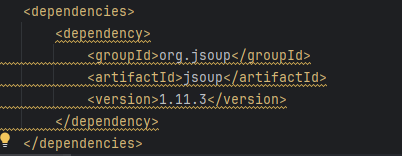 <dependencies>
<dependency>
<groupId>org.jsoup</groupId>
<artifactId>jsoup</artifactId>
<version>1.11.3</version>
</dependency>
</dependencies>